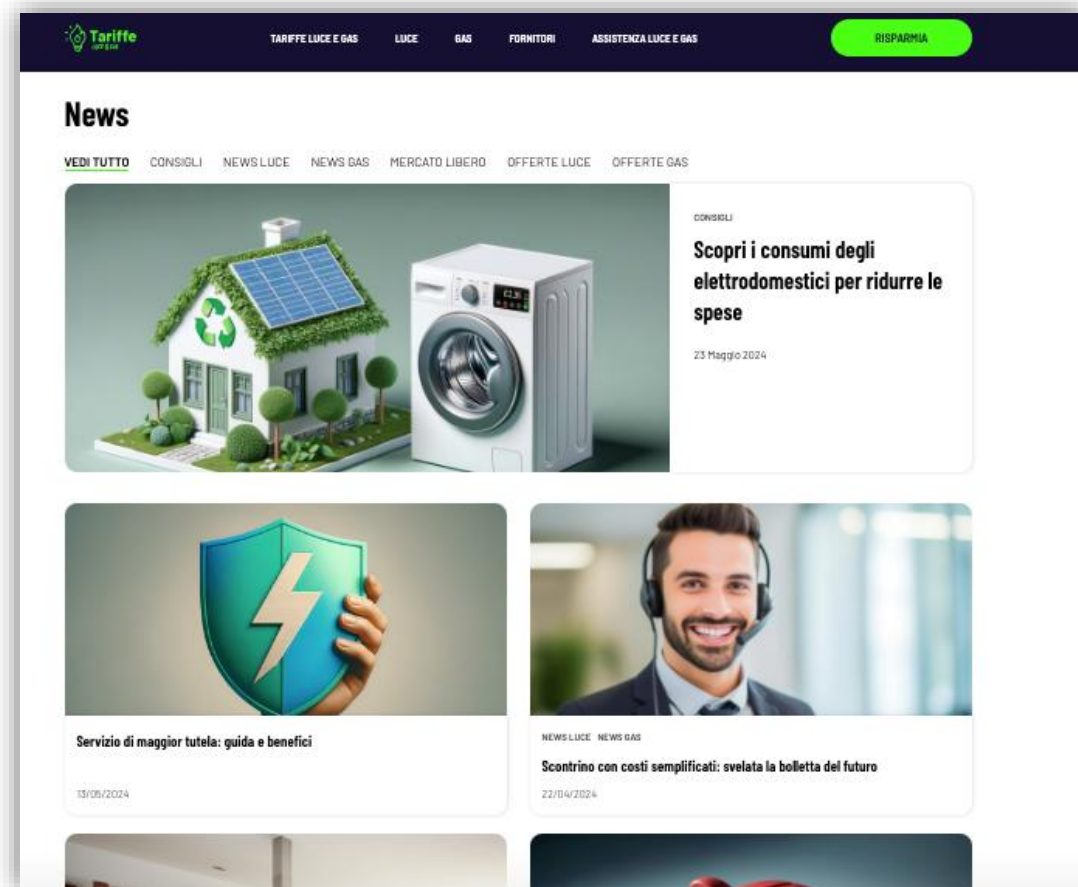 Tariffe
TARIFFE LUCE E GAS
LUCE
GAS
FORNITORI
ASSISTENZA LUCE E GAS
RISPARMIA
News
VEDI TUTTO
CONSIGLI
NEWS LUCE
NEWS GAS
MERCATO LIBERO
OFFERTE LUCE
OFFERTE GAS
CONSIGLI
Scopri i consumi degli
elettrodomestici per ridurre le
spese
23 Maggio 2024
Servizio di maggior tutela: guida e benefici
13/05/2024
NEWS LUCE NEWS GAS
Scontrino con costi semplificati: svelata la bolletta del futuro
22/04/2024